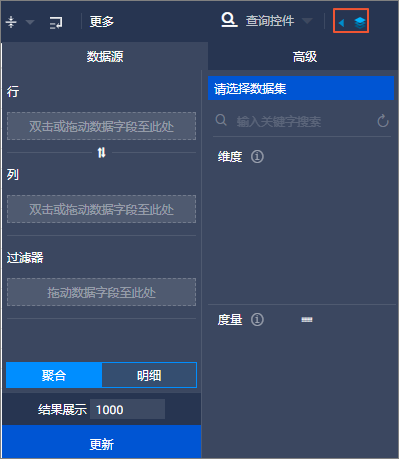 更多
查询控件
数据源
高级
行
双击或拖动数据字段至此处
列
双击或拖动数据字段至此处
过滤器
拖动数据字段至此处
聚合
明细
结果展示 1000
更新
请选择数据集
输入关键字搜索
维度
度量